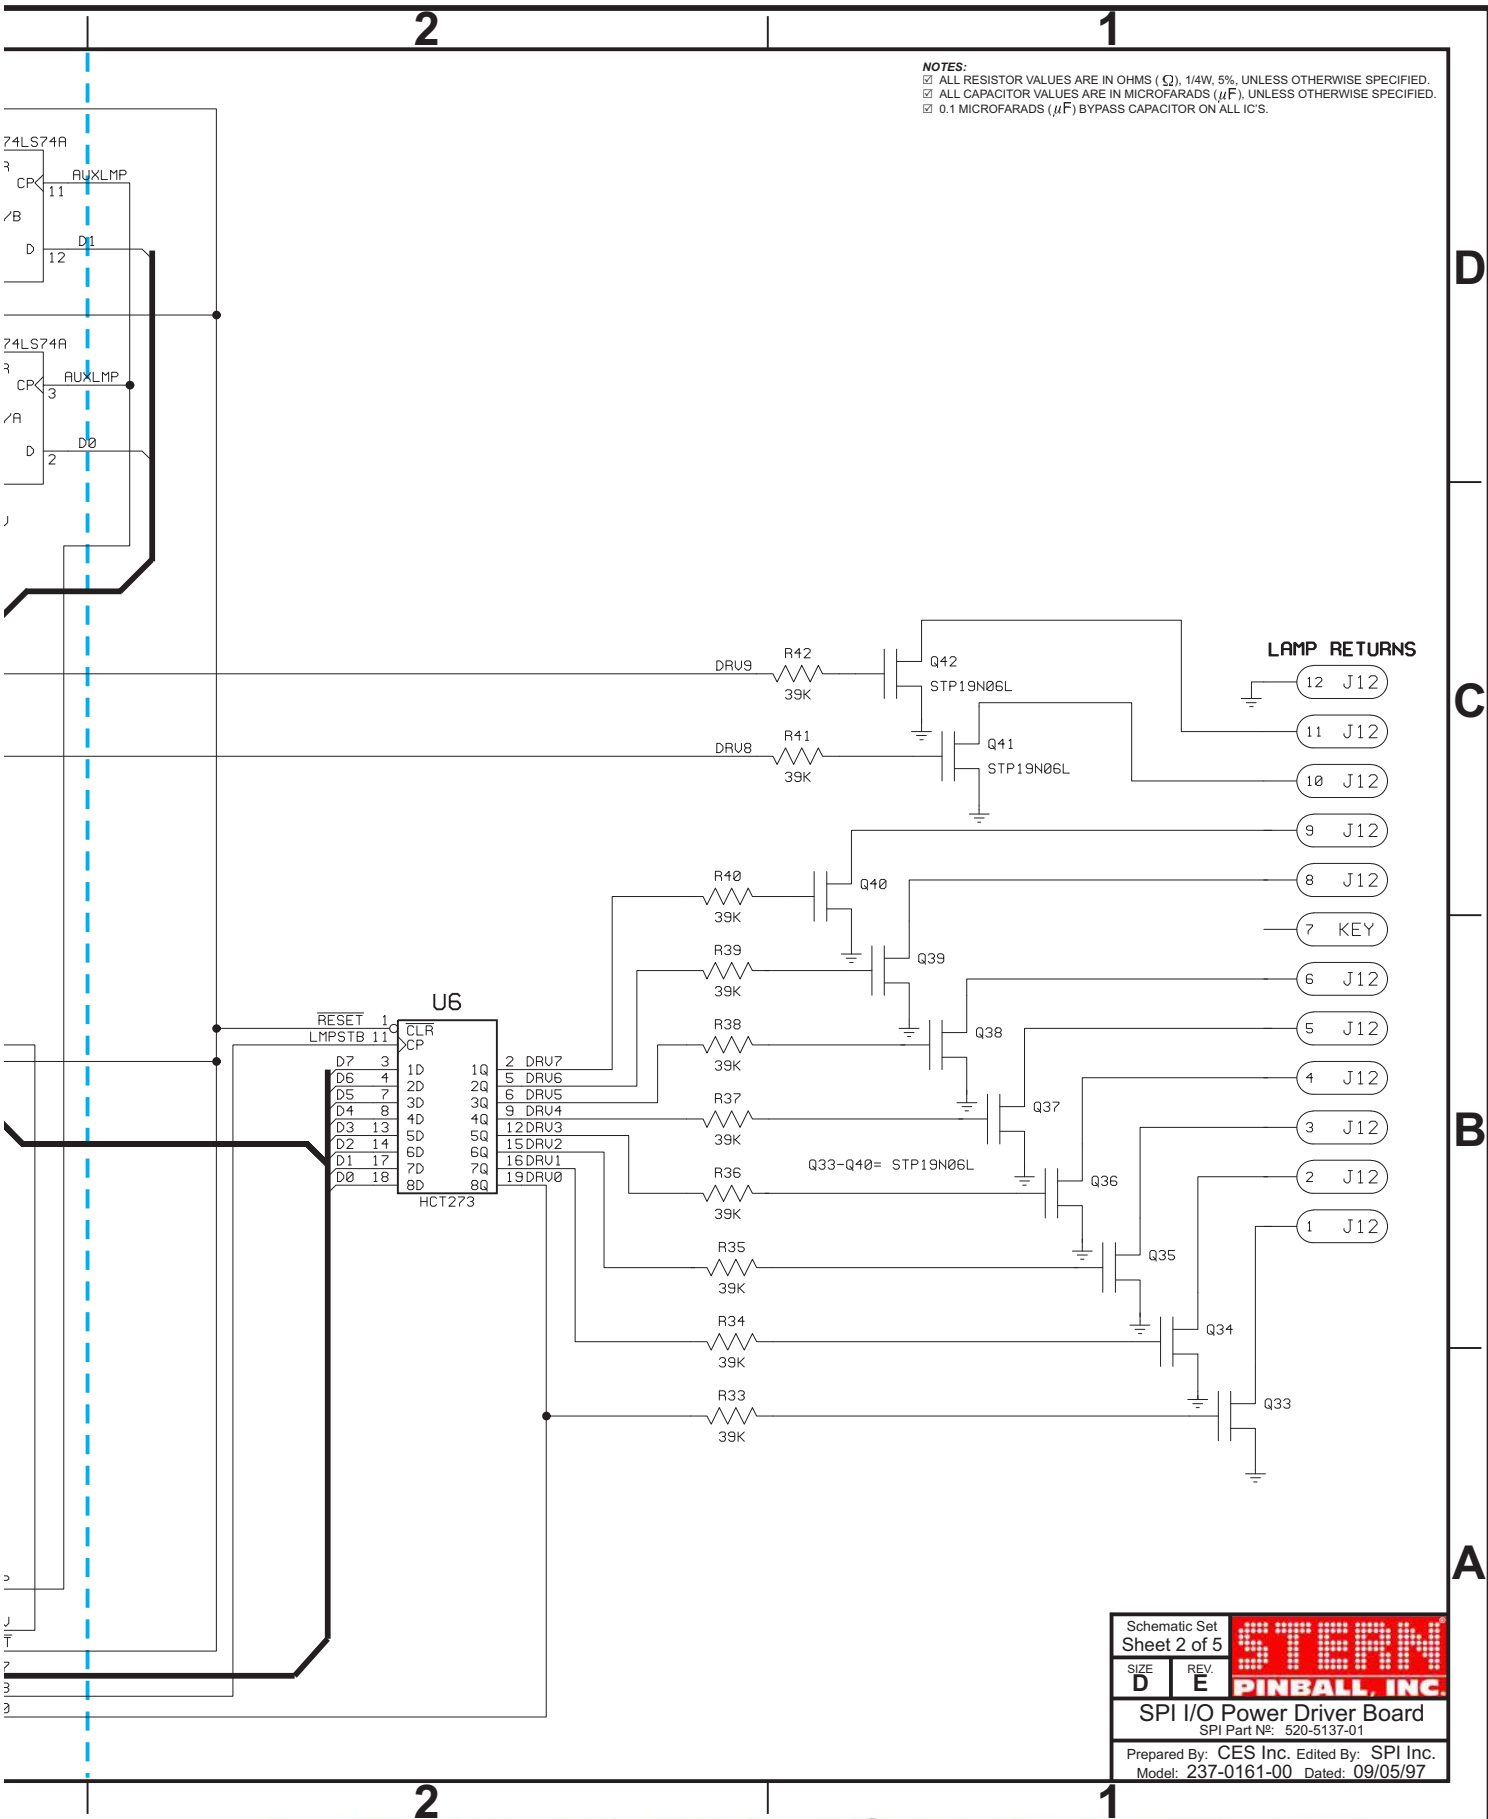 2 1
NOTES:
☑ ALL RESISTOR VALUES ARE IN OHMS ( Ω), 1/4W, 5%, UNLESS OTHERWISE SPECIFIED.
☑ ALL CAPACITOR VALUES ARE IN MICROFARADS (µF), UNLESS OTHERWISE SPECIFIED.
☑ 0.1 MICROFARADS (µF) BYPASS CAPACITOR ON ALL IC'S.
74LS74A
CP 11 AUXLMP
/B
D 12 D1
D
74LS74A
CP 3 AUXLMP
/A
D 2 D0
LAMP RETURNS
DRV9 R42 39K Q42 STP19N06L
12 J12
C
11 J12
DRV8 R41 39K Q41 STP19N06L
10 J12
9 J12
R40 39K Q40
8 J12
7 KEY
R39 39K Q39
6 J12
U6
RESET 1 CLR
LMPSTB 11 CP
R38 39K Q38
5 J12
D7 3 1D 1Q 2 DRV7
D6 4 2D 2Q 5 DRV6
D5 7 3D 3Q 6 DRV5
D4 8 4D 4Q 9 DRV4
D3 13 5D 5Q 12 DRV3
D2 14 6D 6Q 15 DRV2
D1 17 7D 7Q 16 DRV1
D0 18 8D 8Q 19 DRV0
HCT273
4 J12
R37 39K Q37
3 J12
B
Q33-Q40= STP19N06L
R36 39K Q36
2 J12
1 J12
R35 39K Q35
R34 39K Q34
R33 39K Q33
A
Schematic Set
Sheet 2 of 5
SIZE D
REV. E
STERN®
PINBALL, INC.
SPI I/O Power Driver Board
SPI Part Nº: 520-5137-01
Prepared By: CES Inc. Edited By: SPI Inc.
Model: 237-0161-00 Dated: 09/05/97
2 1